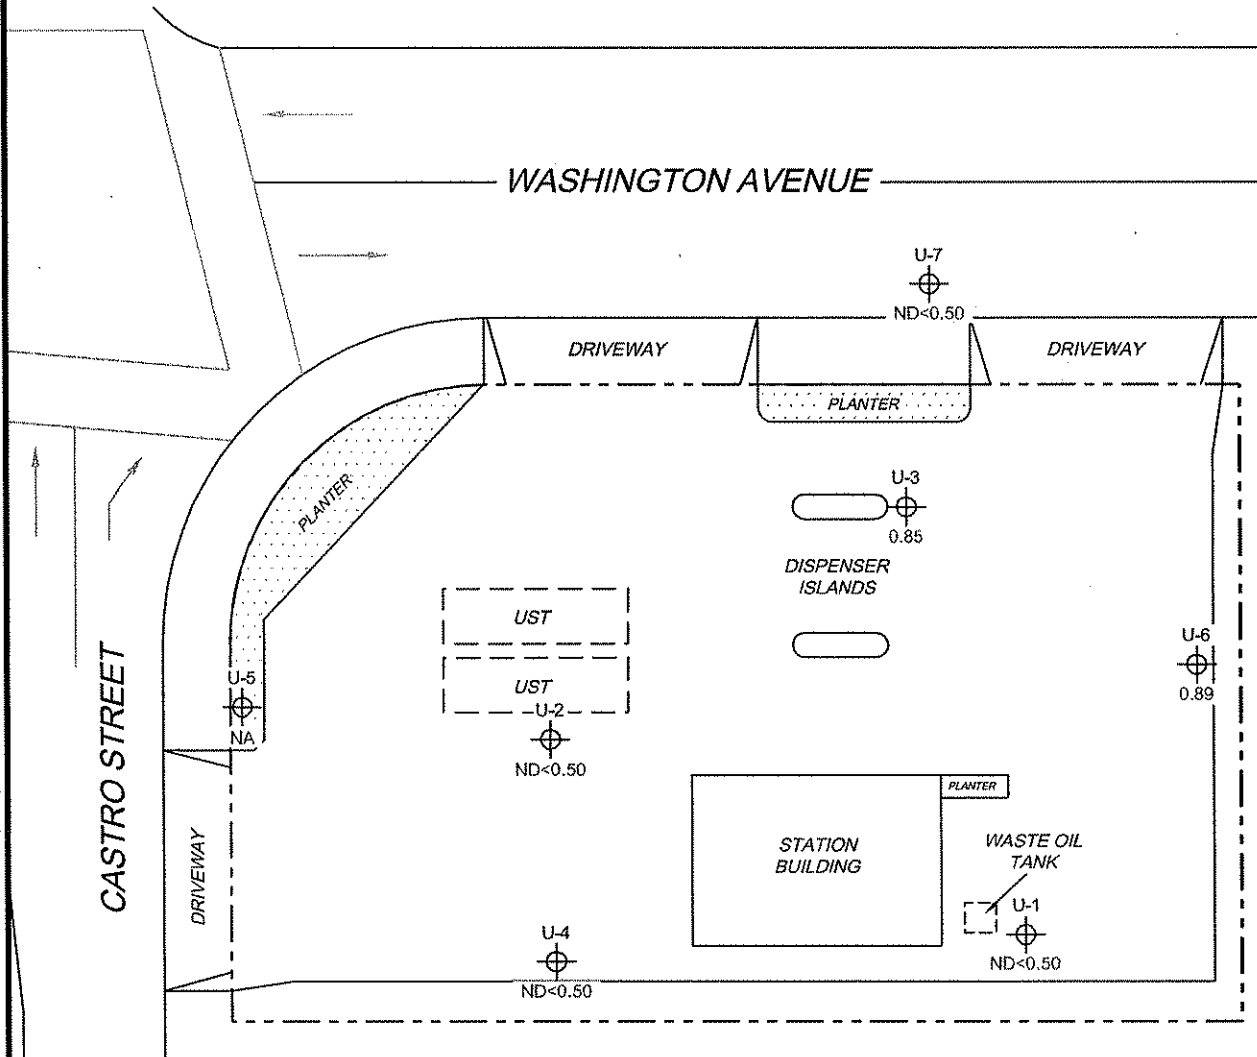 WASHINGTON AVENUE
U-7
ND<0.50
DRIVEWAY
DRIVEWAY
PLANTER
PLANTER
U-3
0.85
DISPENSER
ISLANDS
UST
UST
U-6
0.89
U-5
NA
U-2
ND<0.50
CASTRO STREET
PLANTER
STATION
BUILDING
WASTE OIL
TANK
DRIVEWAY
U-1
ND<0.50
U-4
ND<0.50